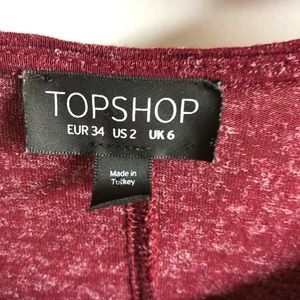 TOPSHOP
EUR 34 US 2 UK 6
Made in
Turkey